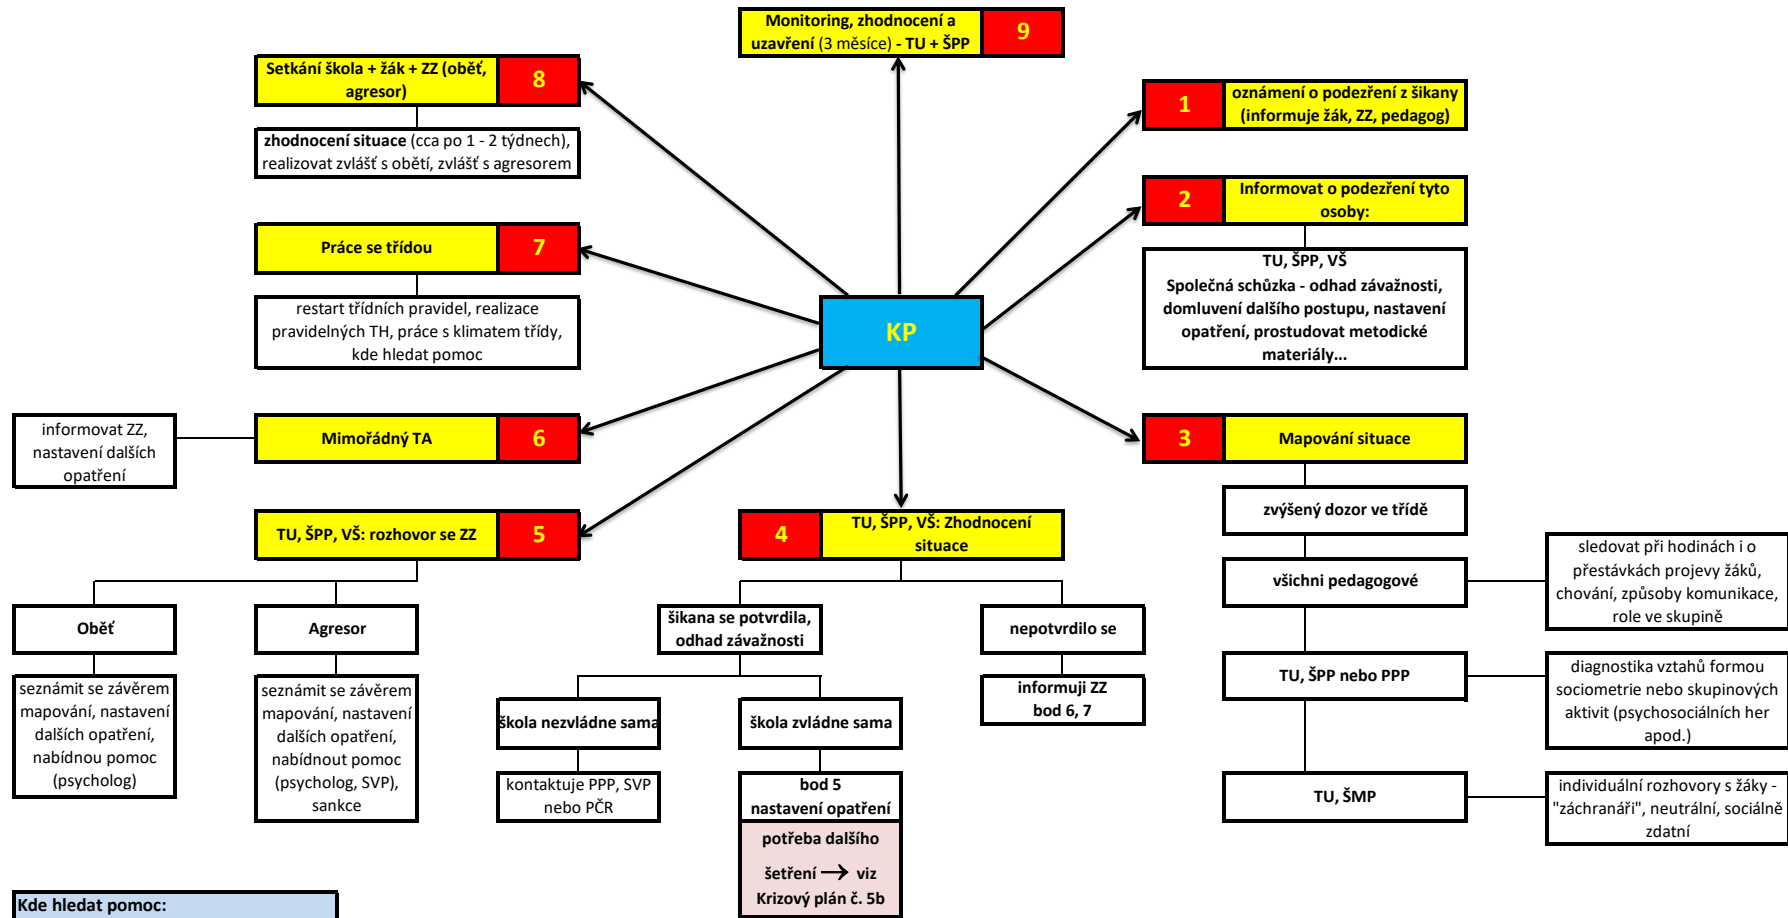 Monitoring, zhodnocení a
uzavření (3 měsíce) - TU + ŠPP
9
Setkání škola + žák + ZZ (oběť,
agresor)
8
zhodnocení situace (cca po 1 - 2 týdnech),
realizovat zvlášť s obětí, zvlášť s agresorem
1
oznámení o podezření z šikany
(informuje žák, ZZ, pedagog)
2
Informovat o podezření tyto
osoby:
TU, ŠPP, VŠ
Společná schůzka - odhad závažnosti,
domluvení dalšího postupu, nastavení
opatření, prostudovat metodické
materiály...
Práce se třídou
7
restart třídních pravidel, realizace
pravidelných TH, práce s klimatem třídy,
kde hledat pomoc
KP
informovat ZZ,
nastavení dalších
opatření
Mimořádný TA
6
3
Mapování situace
zvýšený dozor ve třídě
všichni pedagogové
sledovat při hodinách i o
přestávkách projevy žáků,
chování, způsoby komunikace,
role ve skupině
TU, ŠPP nebo PPP
diagnostika vztahů formou
sociometrie nebo skupinových
aktivit (psychosociálních her
apod.)
TU, ŠMP
individuální rozhovory s žáky -
"záchranáři", neutrální, sociálně
zdatní
TU, ŠPP, VŠ: rozhovor se ZZ
5
Oběť
seznámit se závěrem
mapování, nastavení
dalších opatření,
nabídnou pomoc
(psycholog)
Agresor
seznámit se závěrem
mapování, nastavení
dalších opatření,
nabídnout pomoc
(psycholog, SVP),
sankce
4
TU, ŠPP, VŠ: Zhodnocení
situace
šikana se potvrdila,
odhad závažnosti
nepotvrdilo se
informuji ZZ
bod 6, 7
škola nezvládne sama
kontaktuje PPP, SVP
nebo PČR
škola zvládne sama
bod 5
nastavení opatření
potřeba dalšího
šetření → viz
Krizový plán č. 5b
Kde hledat pomoc: